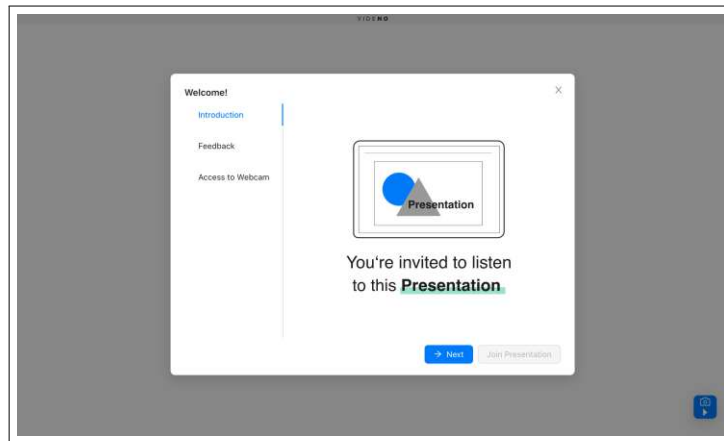 VIDENO
Welcome!
Introduction
Feedback
Access to Webcam
Presentation
You're invited to listen
to this Presentation
→ Next
Join Presentation